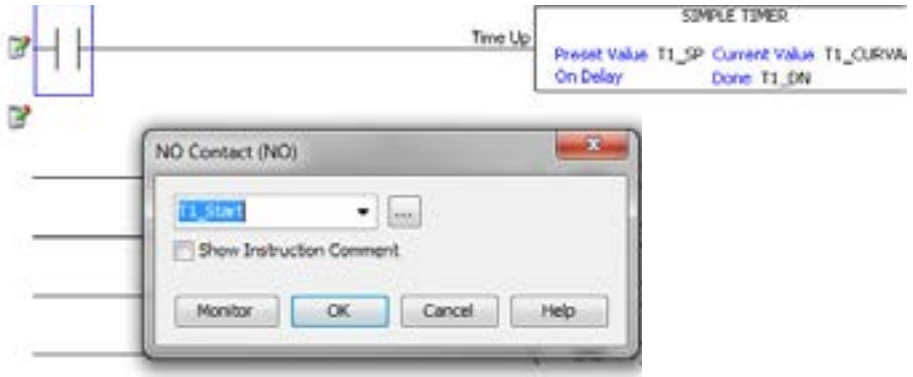 SIMPLE TIMER
Time Up
Preset Value T1_SP Current Value T1_CURVA
On Delay Done T1_DN
NO Contact (NO)
T1_Start
...
Show Instruction Comment
Monitor OK Cancel Help